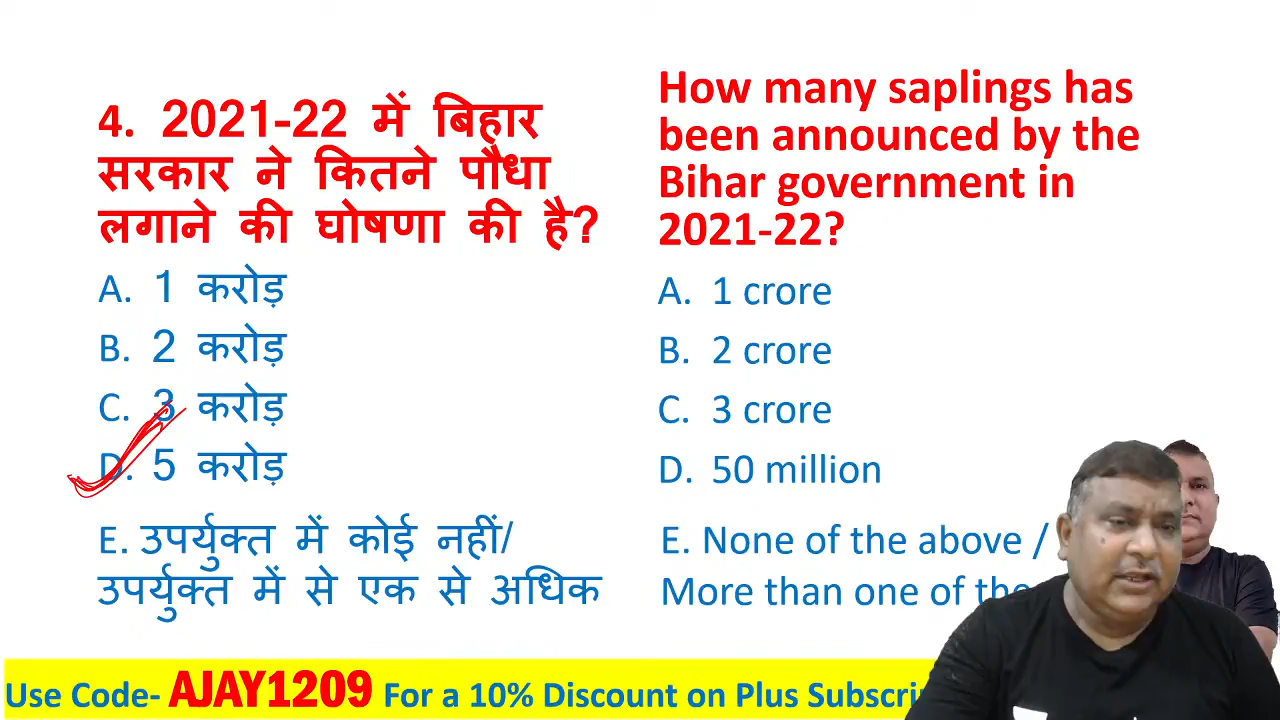 4. 2021-22 में बिहार
सरकार ने कितने पौधा
लगाने की घोषणा की है?
A. 1 करोड़
B. 2 करोड़
C. 3 करोड़
D. 5 करोड़
E. उपर्युक्त में कोई नहीं/
उपर्युक्त में से एक से अधिक
How many saplings has
been announced by the
Bihar government in
2021-22?
A. 1 crore
B. 2 crore
C. 3 crore
D. 50 million
E. None of the above /
More than one of the
Use Code- AJAY1209 For a 10% Discount on Plus